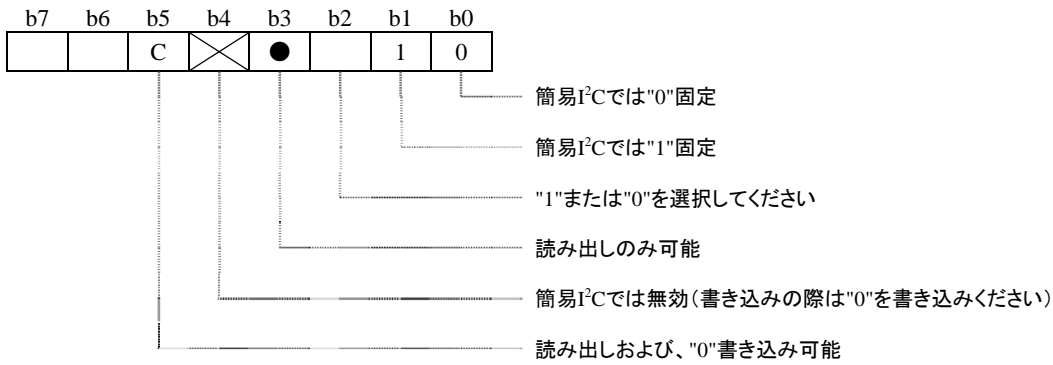 b7 b6 b5 b4 b3 b2 b1 b0
C ● 1 0
簡易I²Cでは"0"固定
簡易I²Cでは"1"固定
"1"または"0"を選択してください
読み出しのみ可能
簡易I²Cでは無効（書き込みの際は"0"を書き込みください）
読み出しおよび、"0"書き込み可能